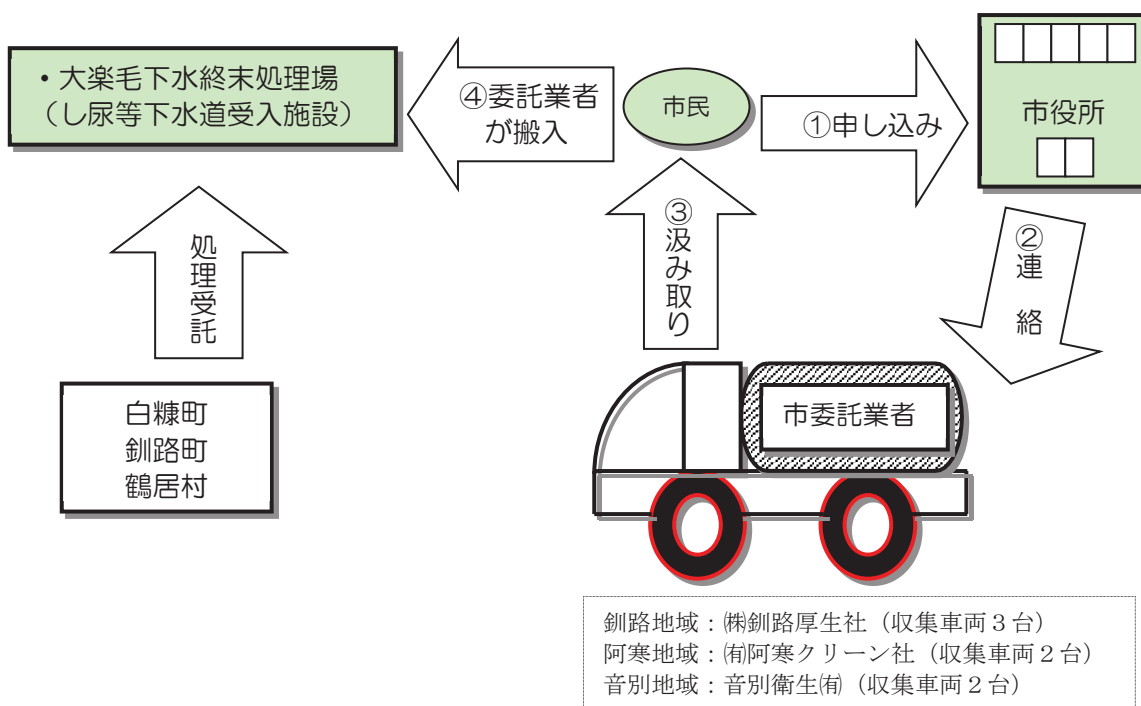 ・大楽毛下水終末処理場
（し尿等下水道受入施設）
④委託業者
が搬入
市民
①申し込み
市役所
処理受託
③汲み取り
②連絡
白糠町
釧路町
鶴居村
市委託業者
釧路地域：㈱釧路厚生社（収集車両３台）
阿寒地域：㈲阿寒クリーン社（収集車両２台）
音別地域：音別衛生㈲（収集車両２台）